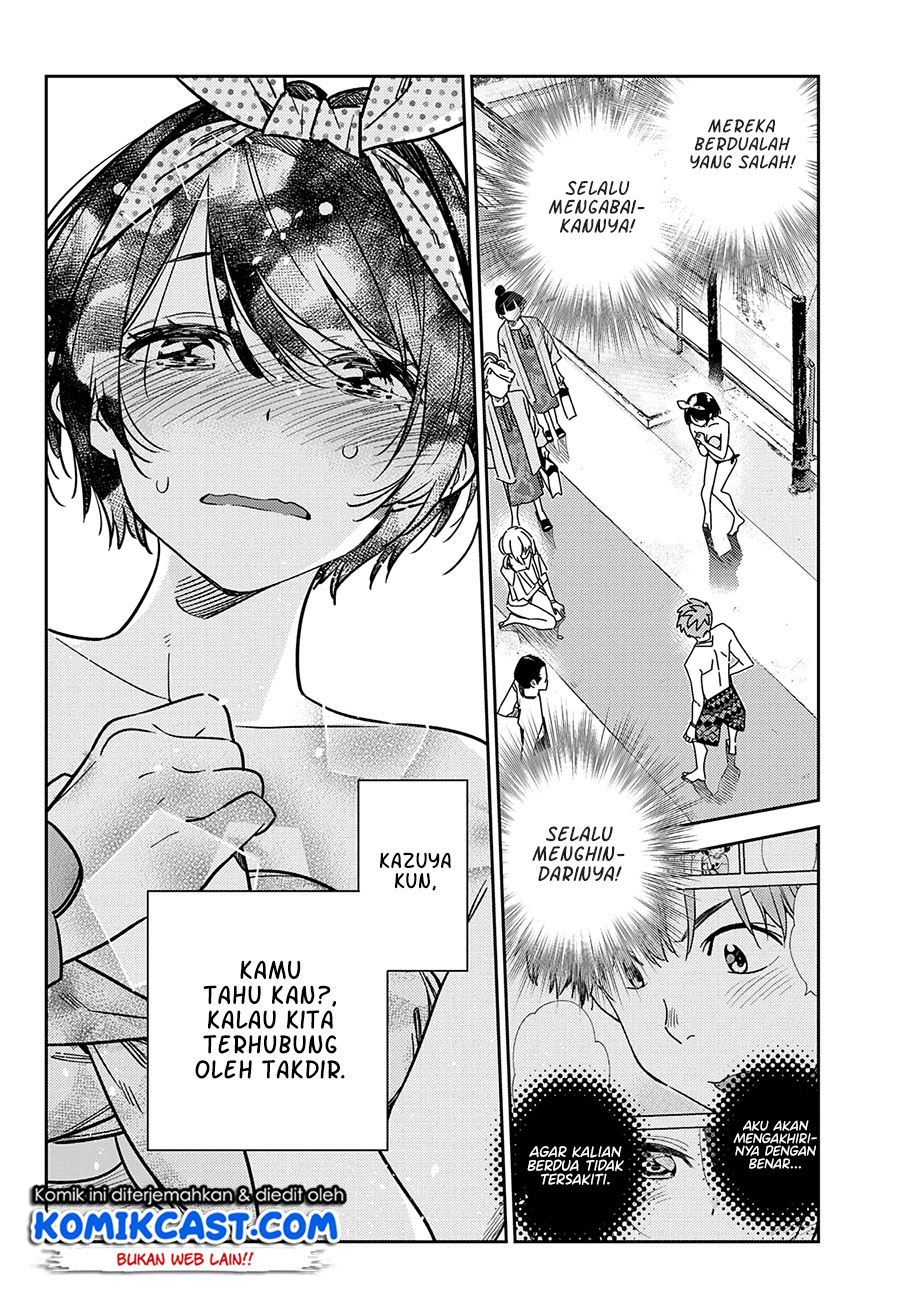 MEREKA
BERDUALAH
YANG SALAH!
SELALU
MENGABAI-
KANNYA!
SELALU
MENGHIN-
DARINYA!
AKU AKAN
MENGAKHIRI-
NYA DENGAN
BENAR...
AGAR KALIAN
BERDUA TIDAK
TERSAKITI.
KAZUYA
KUN,
KAMU
TAHU KAN?,
KALAU KITA
TERHUBUNG
OLEH TAKDIR.
Komik ini diterjemahkan & diedit oleh
KOMIKCAST.COM
BUKAN WEB LAIN!!